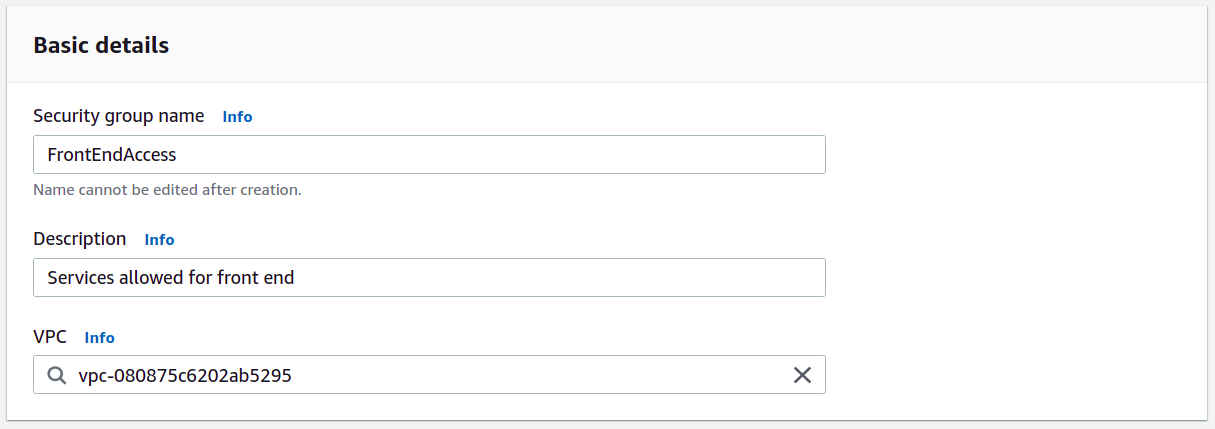 Basic details
Security group name Info
FrontEndAccess
Name cannot be edited after creation.
Description Info
Services allowed for front end
VPC Info
vpc-080875c6202ab5295